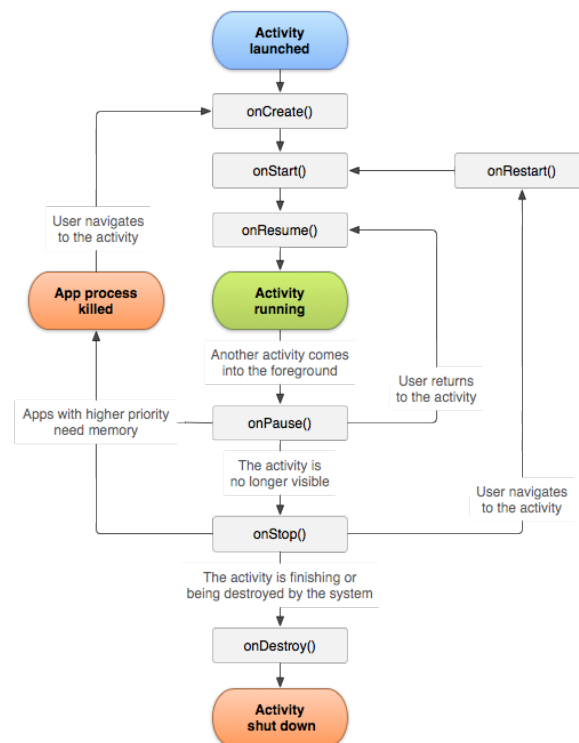 Activity
launched
onCreate()
onStart()
onRestart()
User navigates
to the activity
onResume()
App process
killed
Activity
running
Another activity comes
into the foreground
User returns
to the activity
Apps with higher priority
need memory
onPause()
The activity is
no longer visible
User navigates
to the activity
onStop()
The activity is finishing or
being destroyed by the system
onDestroy()
Activity
shut down